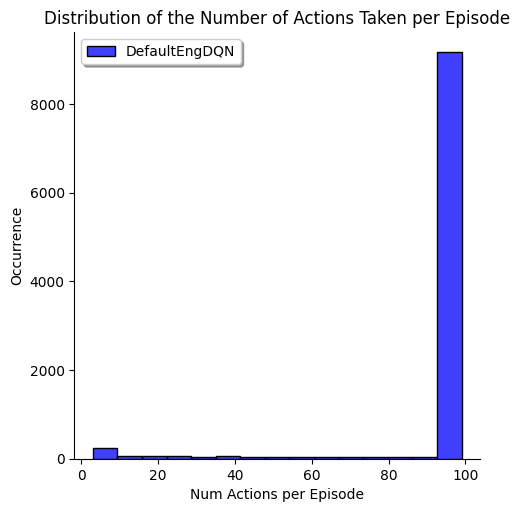 Distribution of the Number of Actions Taken per Episode
DefaultEngDQN
8000
6000
4000
2000
0
Occurrence
0 20 40 60 80 100
Num Actions per Episode